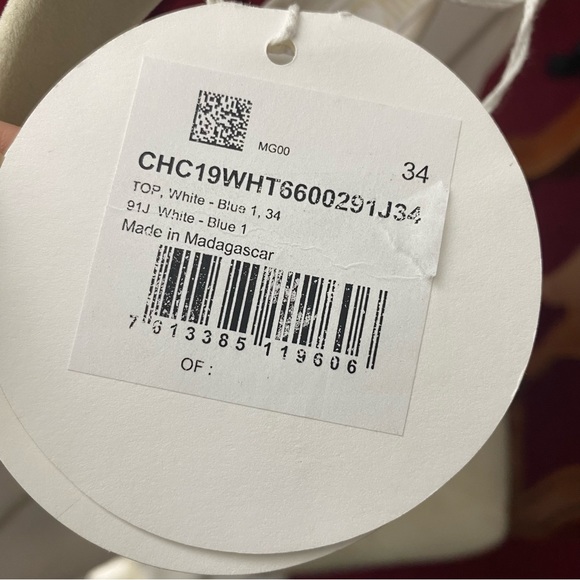 MG00
34
CHC19WHT6600291J34
TOP, White - Blue 1, 34
91J White - Blue 1
Made in Madagascar
7 613385 119606
OF :